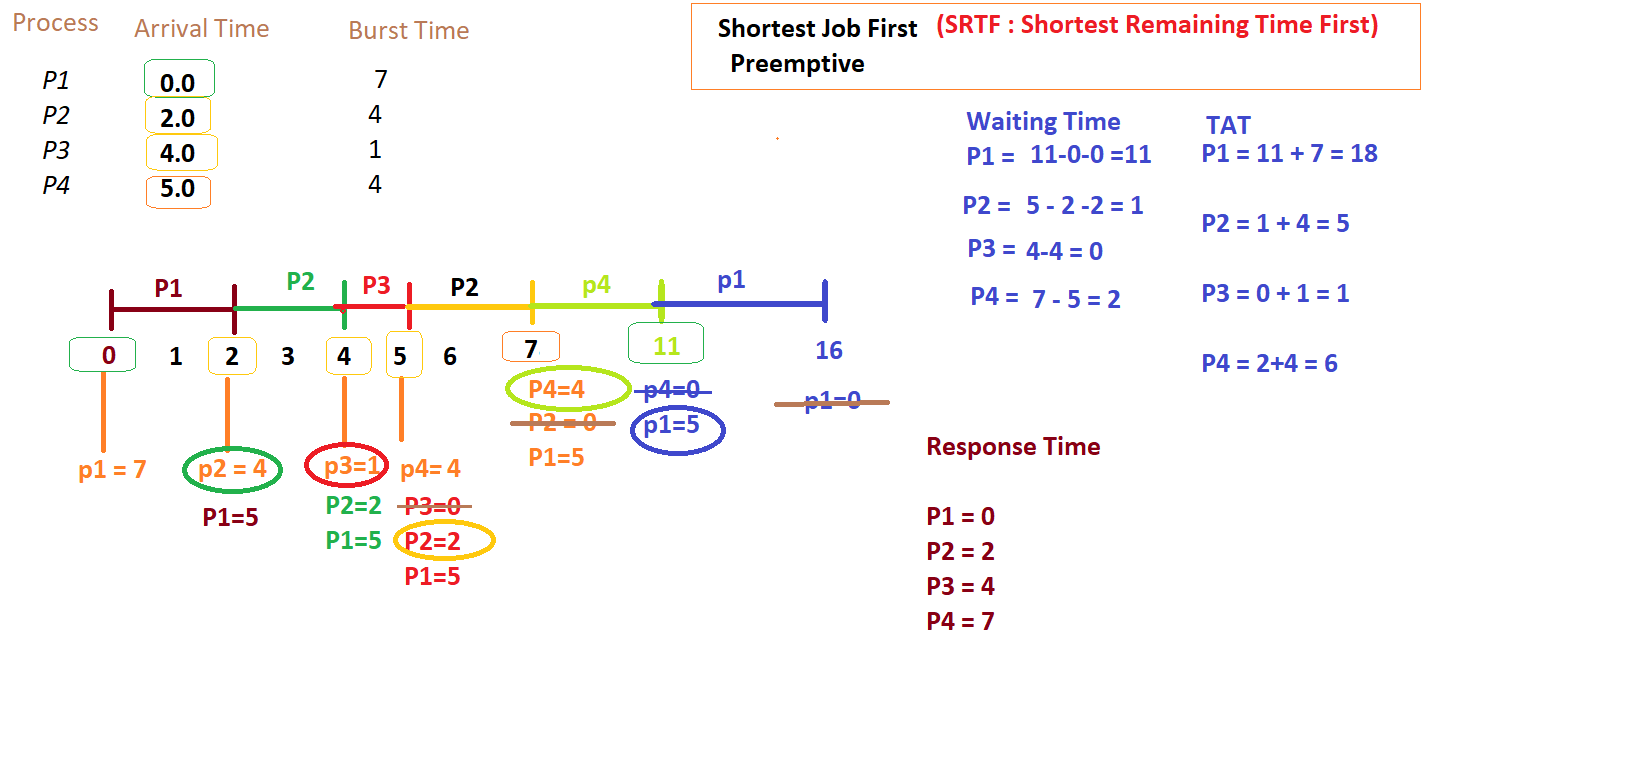 Process Arrival Time Burst Time
P1 0.0 7
P2 2.0 4
P3 4.0 1
P4 5.0 4
Shortest Job First (SRTF : Shortest Remaining Time First)
Preemptive
Waiting Time
P1 = 11-0-0 =11
P2 = 5 - 2 -2 = 1
P3 = 4-4 = 0
P4 = 7 - 5 = 2
TAT
P1 = 11 + 7 = 18
P2 = 1 + 4 = 5
P3 = 0 + 1 = 1
P4 = 2+4 = 6
P1 P2 P3 P2 p4 p1
0 1 2 3 4 5 6 7 11 16
p1 = 7
p2 = 4
P1=5
p3=1
P2=2
P1=5
p4= 4
P3=0
P2=2
P1=5
P4=4
P2 = 0
P1=5
p4=0
p1=5
p1=0
Response Time
P1 = 0
P2 = 2
P3 = 4
P4 = 7